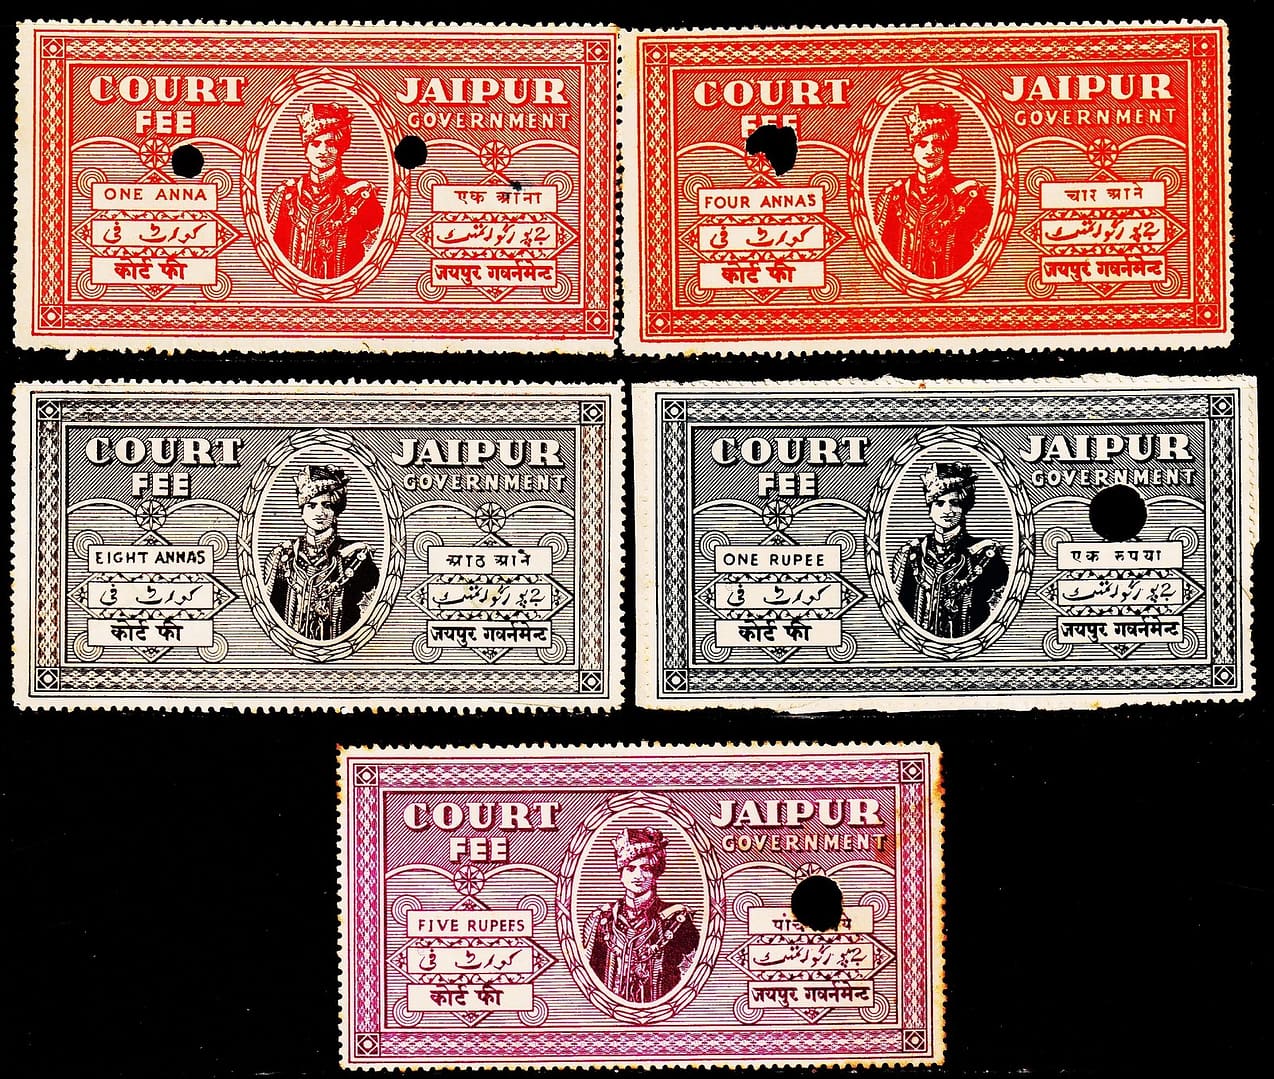 COURT JAIPUR
FEE GOVERNMENT
ONE ANNA एक आना
کورٹ فی جے پور گورنمنٹ
कोर्ट फी जयपुर गवर्नमेन्ट
COURT JAIPUR
FEE GOVERNMENT
FOUR ANNAS चार आने
کورٹ فی جے پور گورنمنٹ
कोर्ट फी जयपुर गवर्नमेन्ट
COURT JAIPUR
FEE GOVERNMENT
EIGHT ANNAS आठ आने
کورٹ فی جے پور گورنمنٹ
कोर्ट फी जयपुर गवर्नमेन्ट
COURT JAIPUR
FEE GOVERNMENT
ONE RUPEE एक रुपया
کورٹ فی جے پور گورنمنٹ
कोर्ट फी जयपुर गवर्नमेन्ट
COURT JAIPUR
FEE GOVERNMENT
FIVE RUPEES
کورٹ فی جے پور گورنمنٹ
कोर्ट फी जयपुर गवर्नमेन्ट